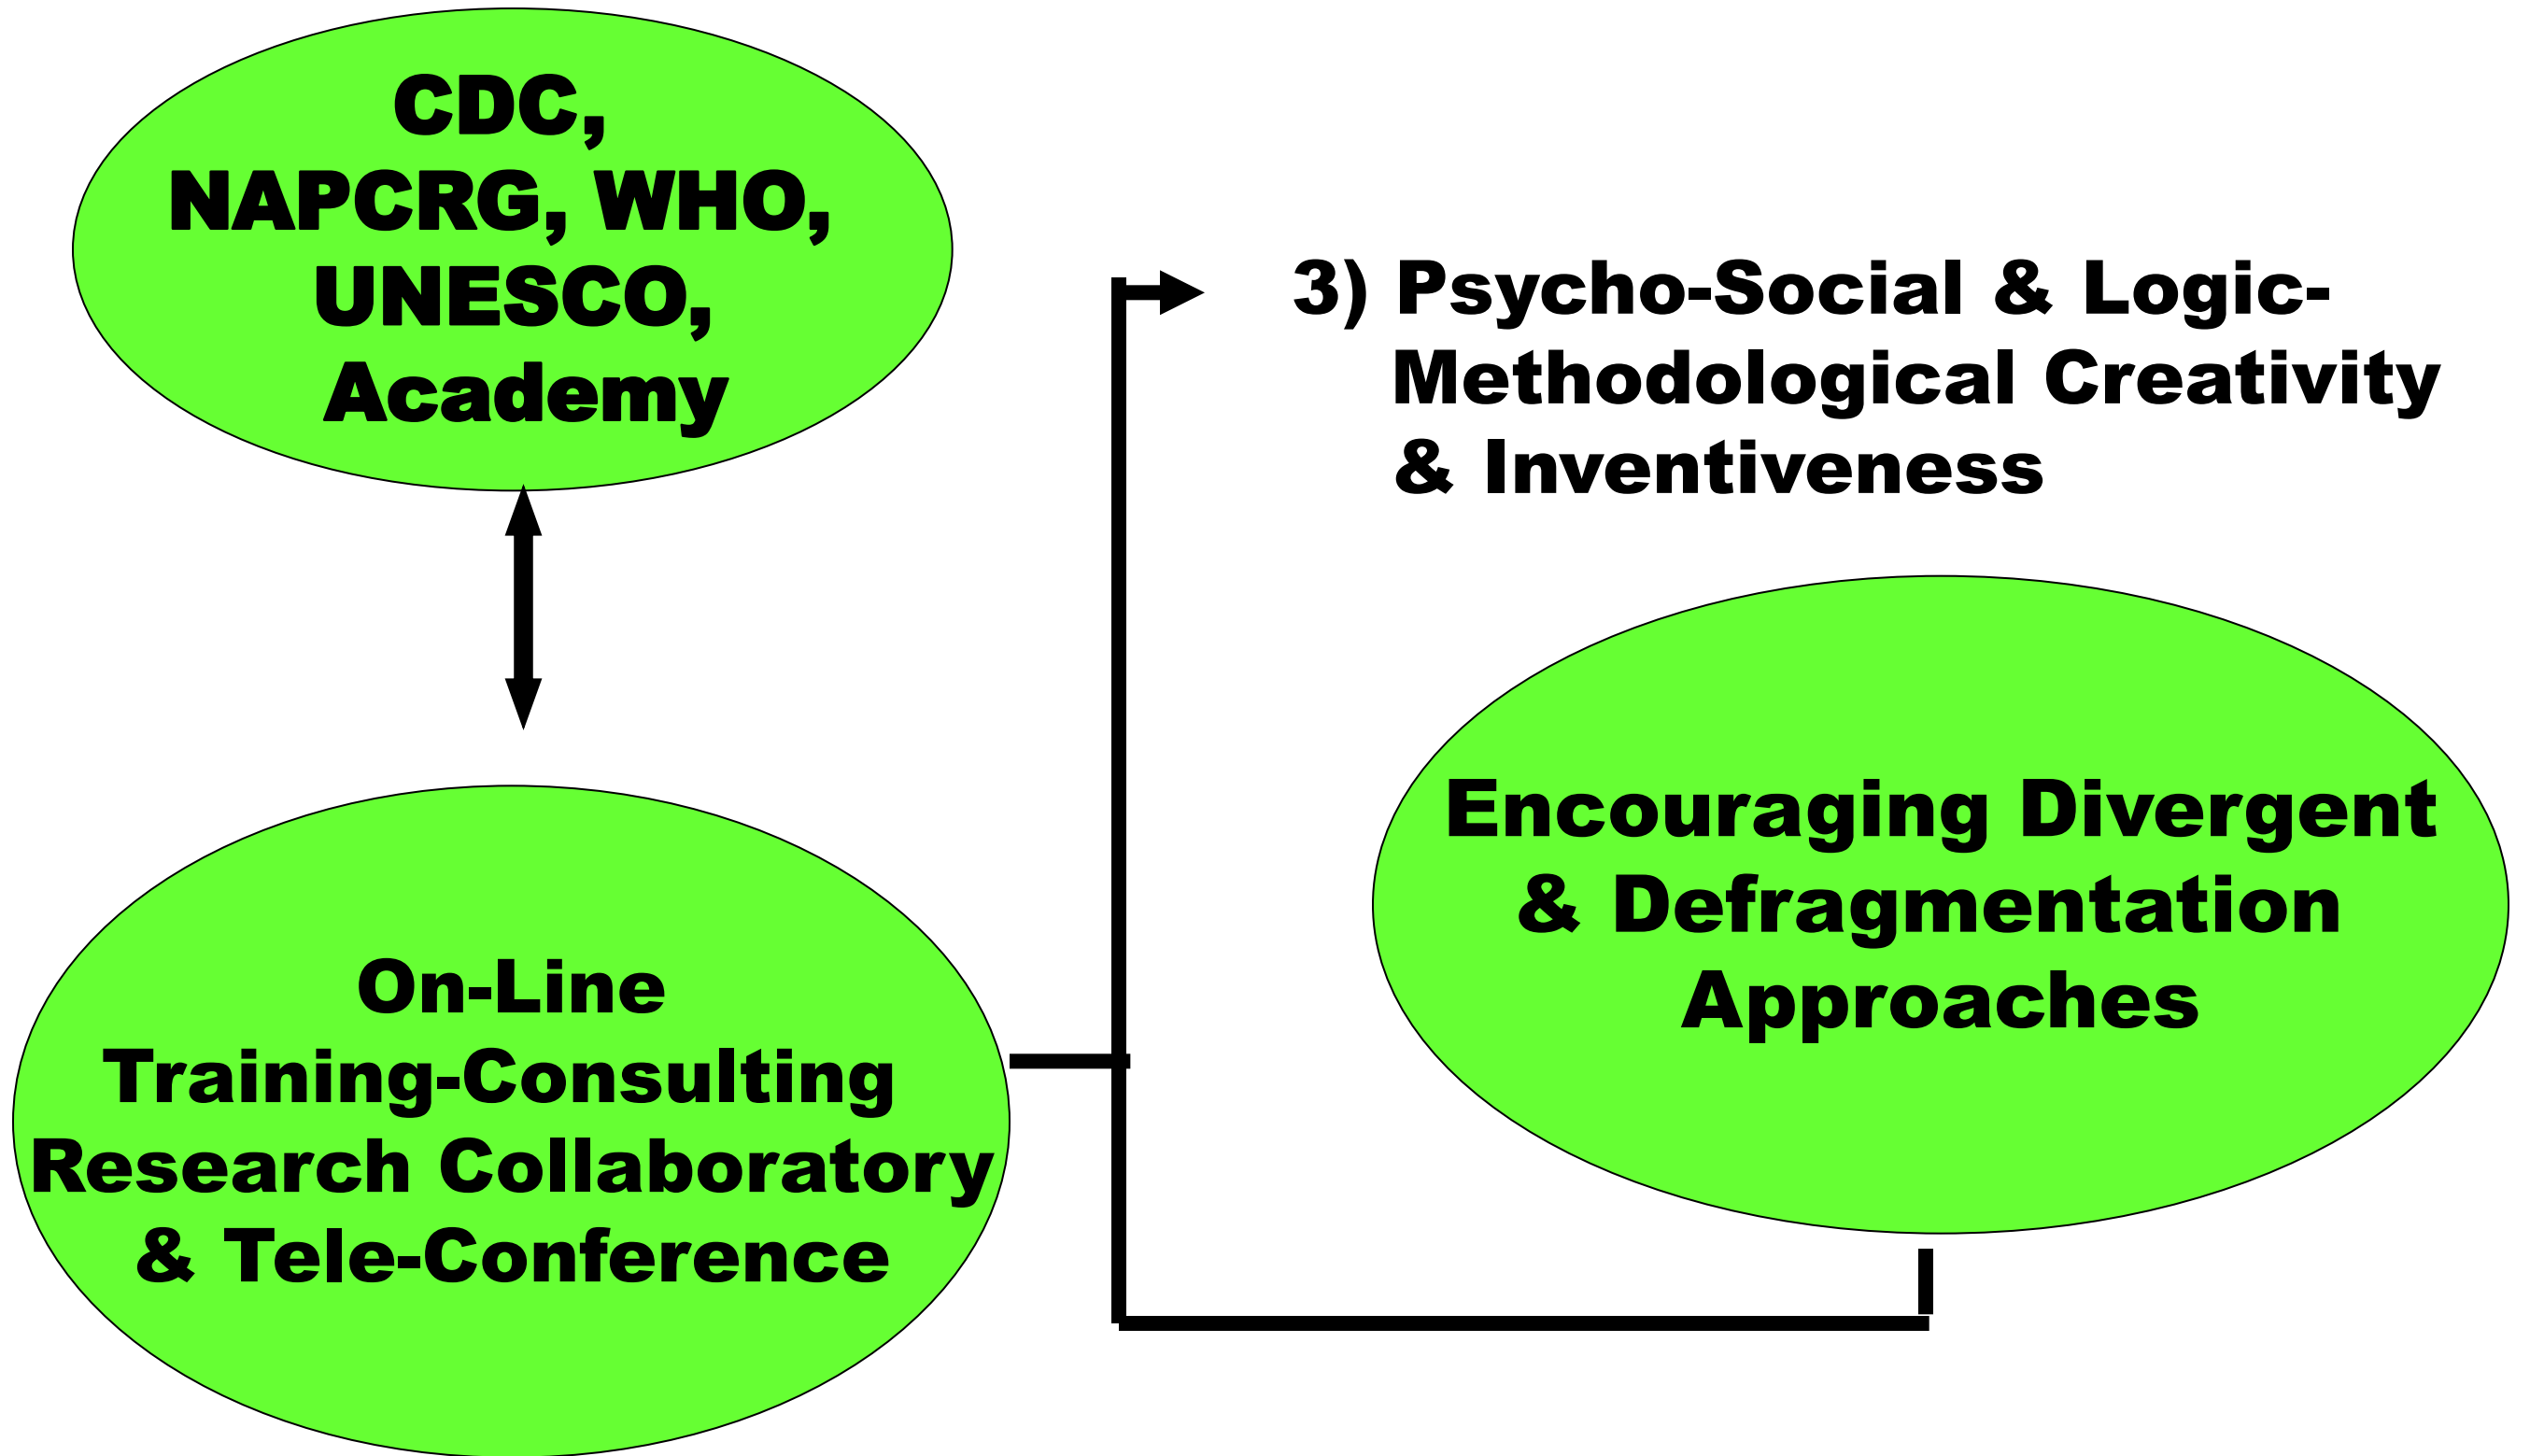 CDC,
NAPCRG, WHO,
UNESCO,
Academy
3) Psycho-Social & Logic-
Methodological Creativity
& Inventiveness
Encouraging Divergent
& Defragmentation
Approaches
On-Line
Training-Consulting
Research Collaboratory
& Tele-Conference